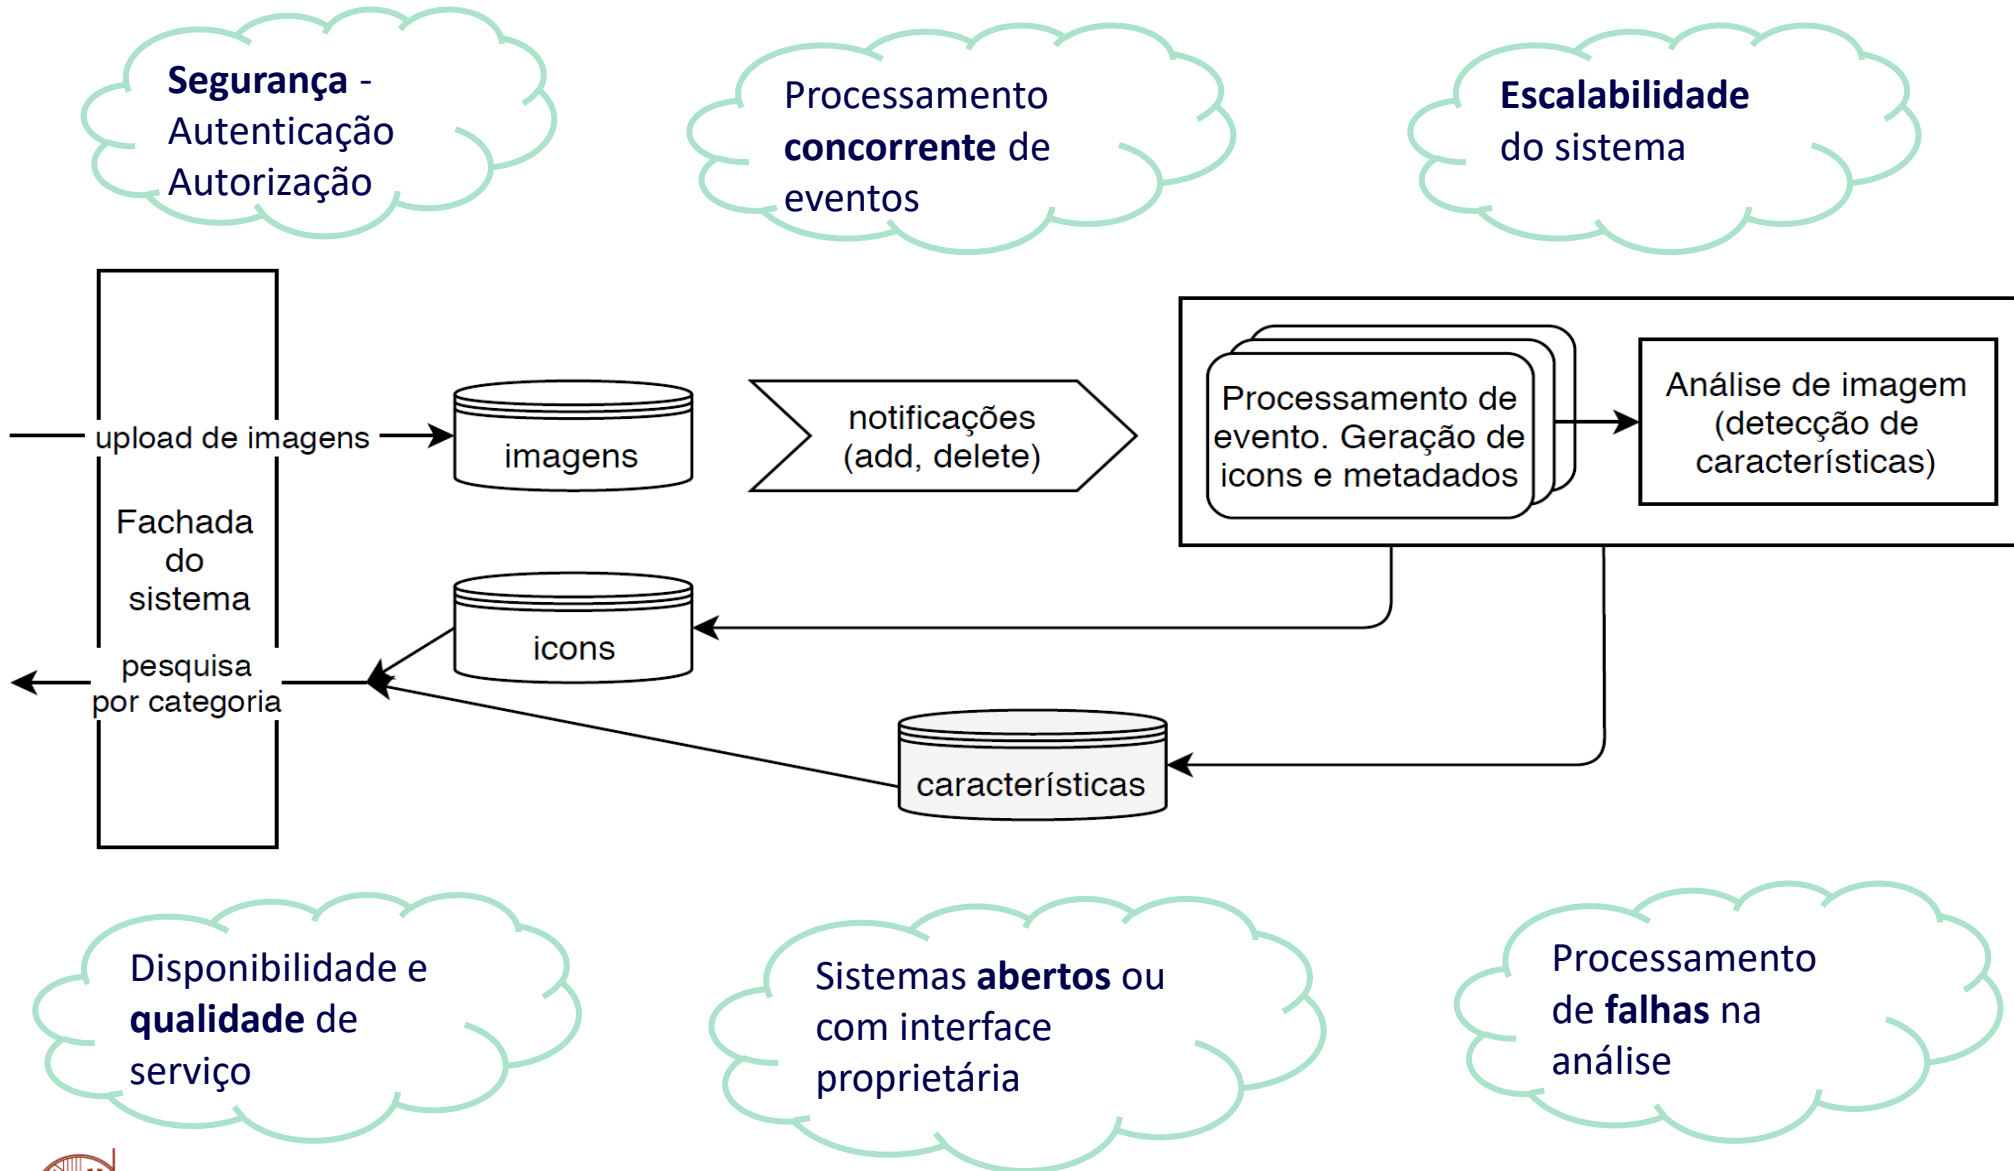 Segurança -
Autenticação
Autorização
Processamento
concorrente de
eventos
Escalabilidade
do sistema
upload de imagens
Fachada
do
sistema
pesquisa
por categoria
imagens
notificações
(add, delete)
Processamento de
evento. Geração de
icons e metadados
Análise de imagem
(detecção de
características)
icons
características
Disponibilidade e
qualidade de
serviço
Sistemas abertos ou
com interface
proprietária
Processamento
de falhas na
análise